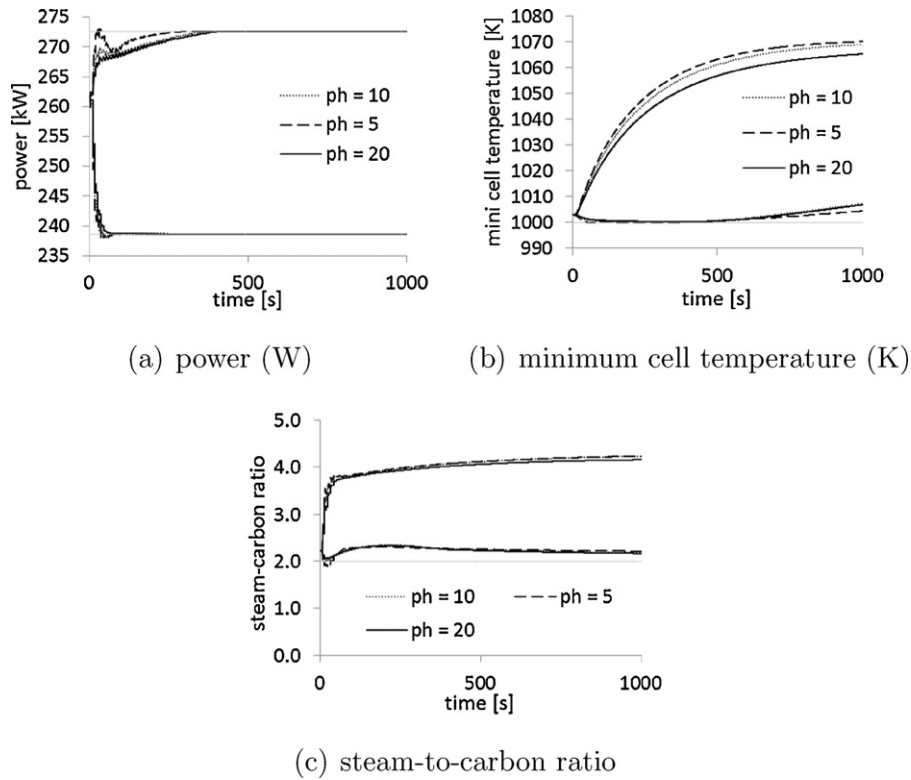 275
270
265
260
255
250
245
240
235
power [kW]
ph = 10
ph = 5
ph = 20
0
500
1000
time [s]
(a) power (W)
1080
1070
1060
1050
1040
1030
1020
1010
1000
990
980
mini cell temperature [K]
ph = 10
ph = 5
ph = 20
0
500
1000
time [s]
(b) minimum cell temperature (K)
5.0
4.0
3.0
2.0
1.0
0.0
steam-carbon ratio
ph = 10 ph = 5
ph = 20
0
500
1000
time [s]
(c) steam-to-carbon ratio